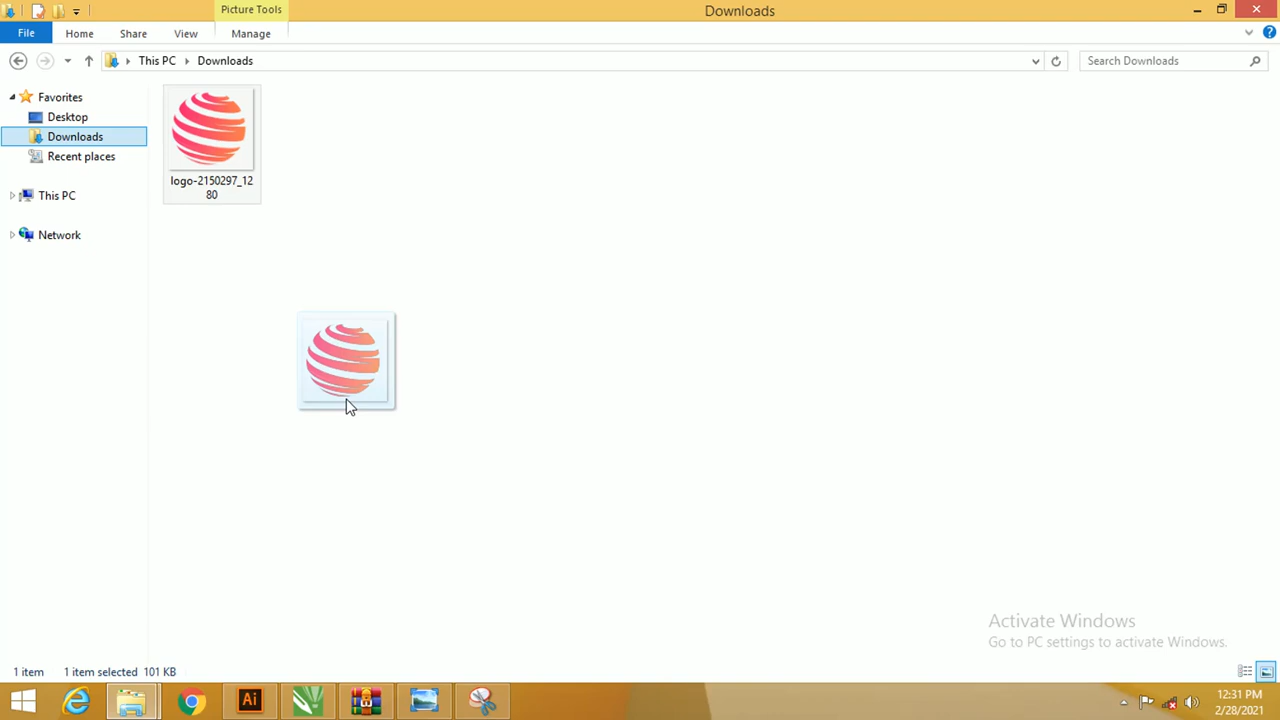 Picture Tools
Downloads
File
Home
Share
View
Manage
This PC
Downloads
Search Downloads
Favorites
Desktop
Downloads
Recent places
This PC
Network
logo-2150297_12
80
Activate Windows
Go to PC settings to activate Windows.
1 item
1 item selected 101 KB
Ai
12:31 PM
2/28/2021